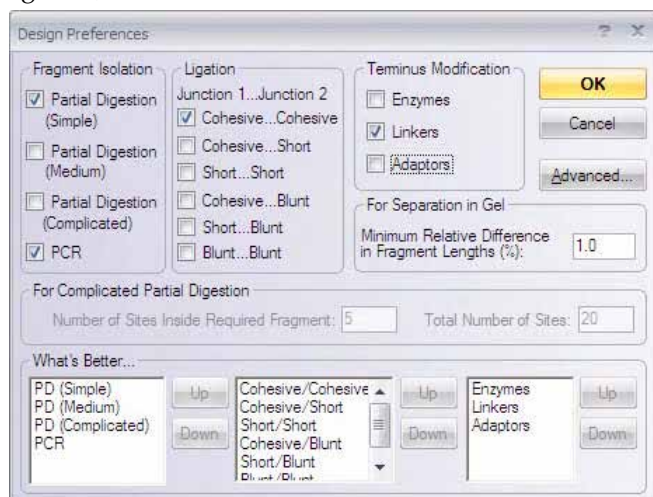 Design Preferences
Fragment Isolation
Partial Digestion
(Simple)
Partial Digestion
(Medium)
Partial Digestion
(Complicated)
PCR
Ligation
Junction 1...Junction 2
Cohesive...Cohesive
Cohesive...Short
Short...Short
Cohesive...Blunt
Short...Blunt
Blunt...Blunt
Terminus Modification
Enzymes
Linkers
Adaptors
OK
Cancel
Advanced...
For Separation in Gel
Minimum Relative Difference
in Fragment Lengths (%):
1.0
For Complicated Partial Digestion
Number of Sites Inside Required Fragment: 5
Total Number of Sites: 20
What's Better...
PD (Simple)
PD (Medium)
PD (Complicated)
PCR
Up
Down
Cohesive/Cohesive
Cohesive/Short
Short/Short
Cohesive/Blunt
Short/Blunt
Blunt/Blunt
Up
Down
Enzymes
Linkers
Adaptors
Up
Down